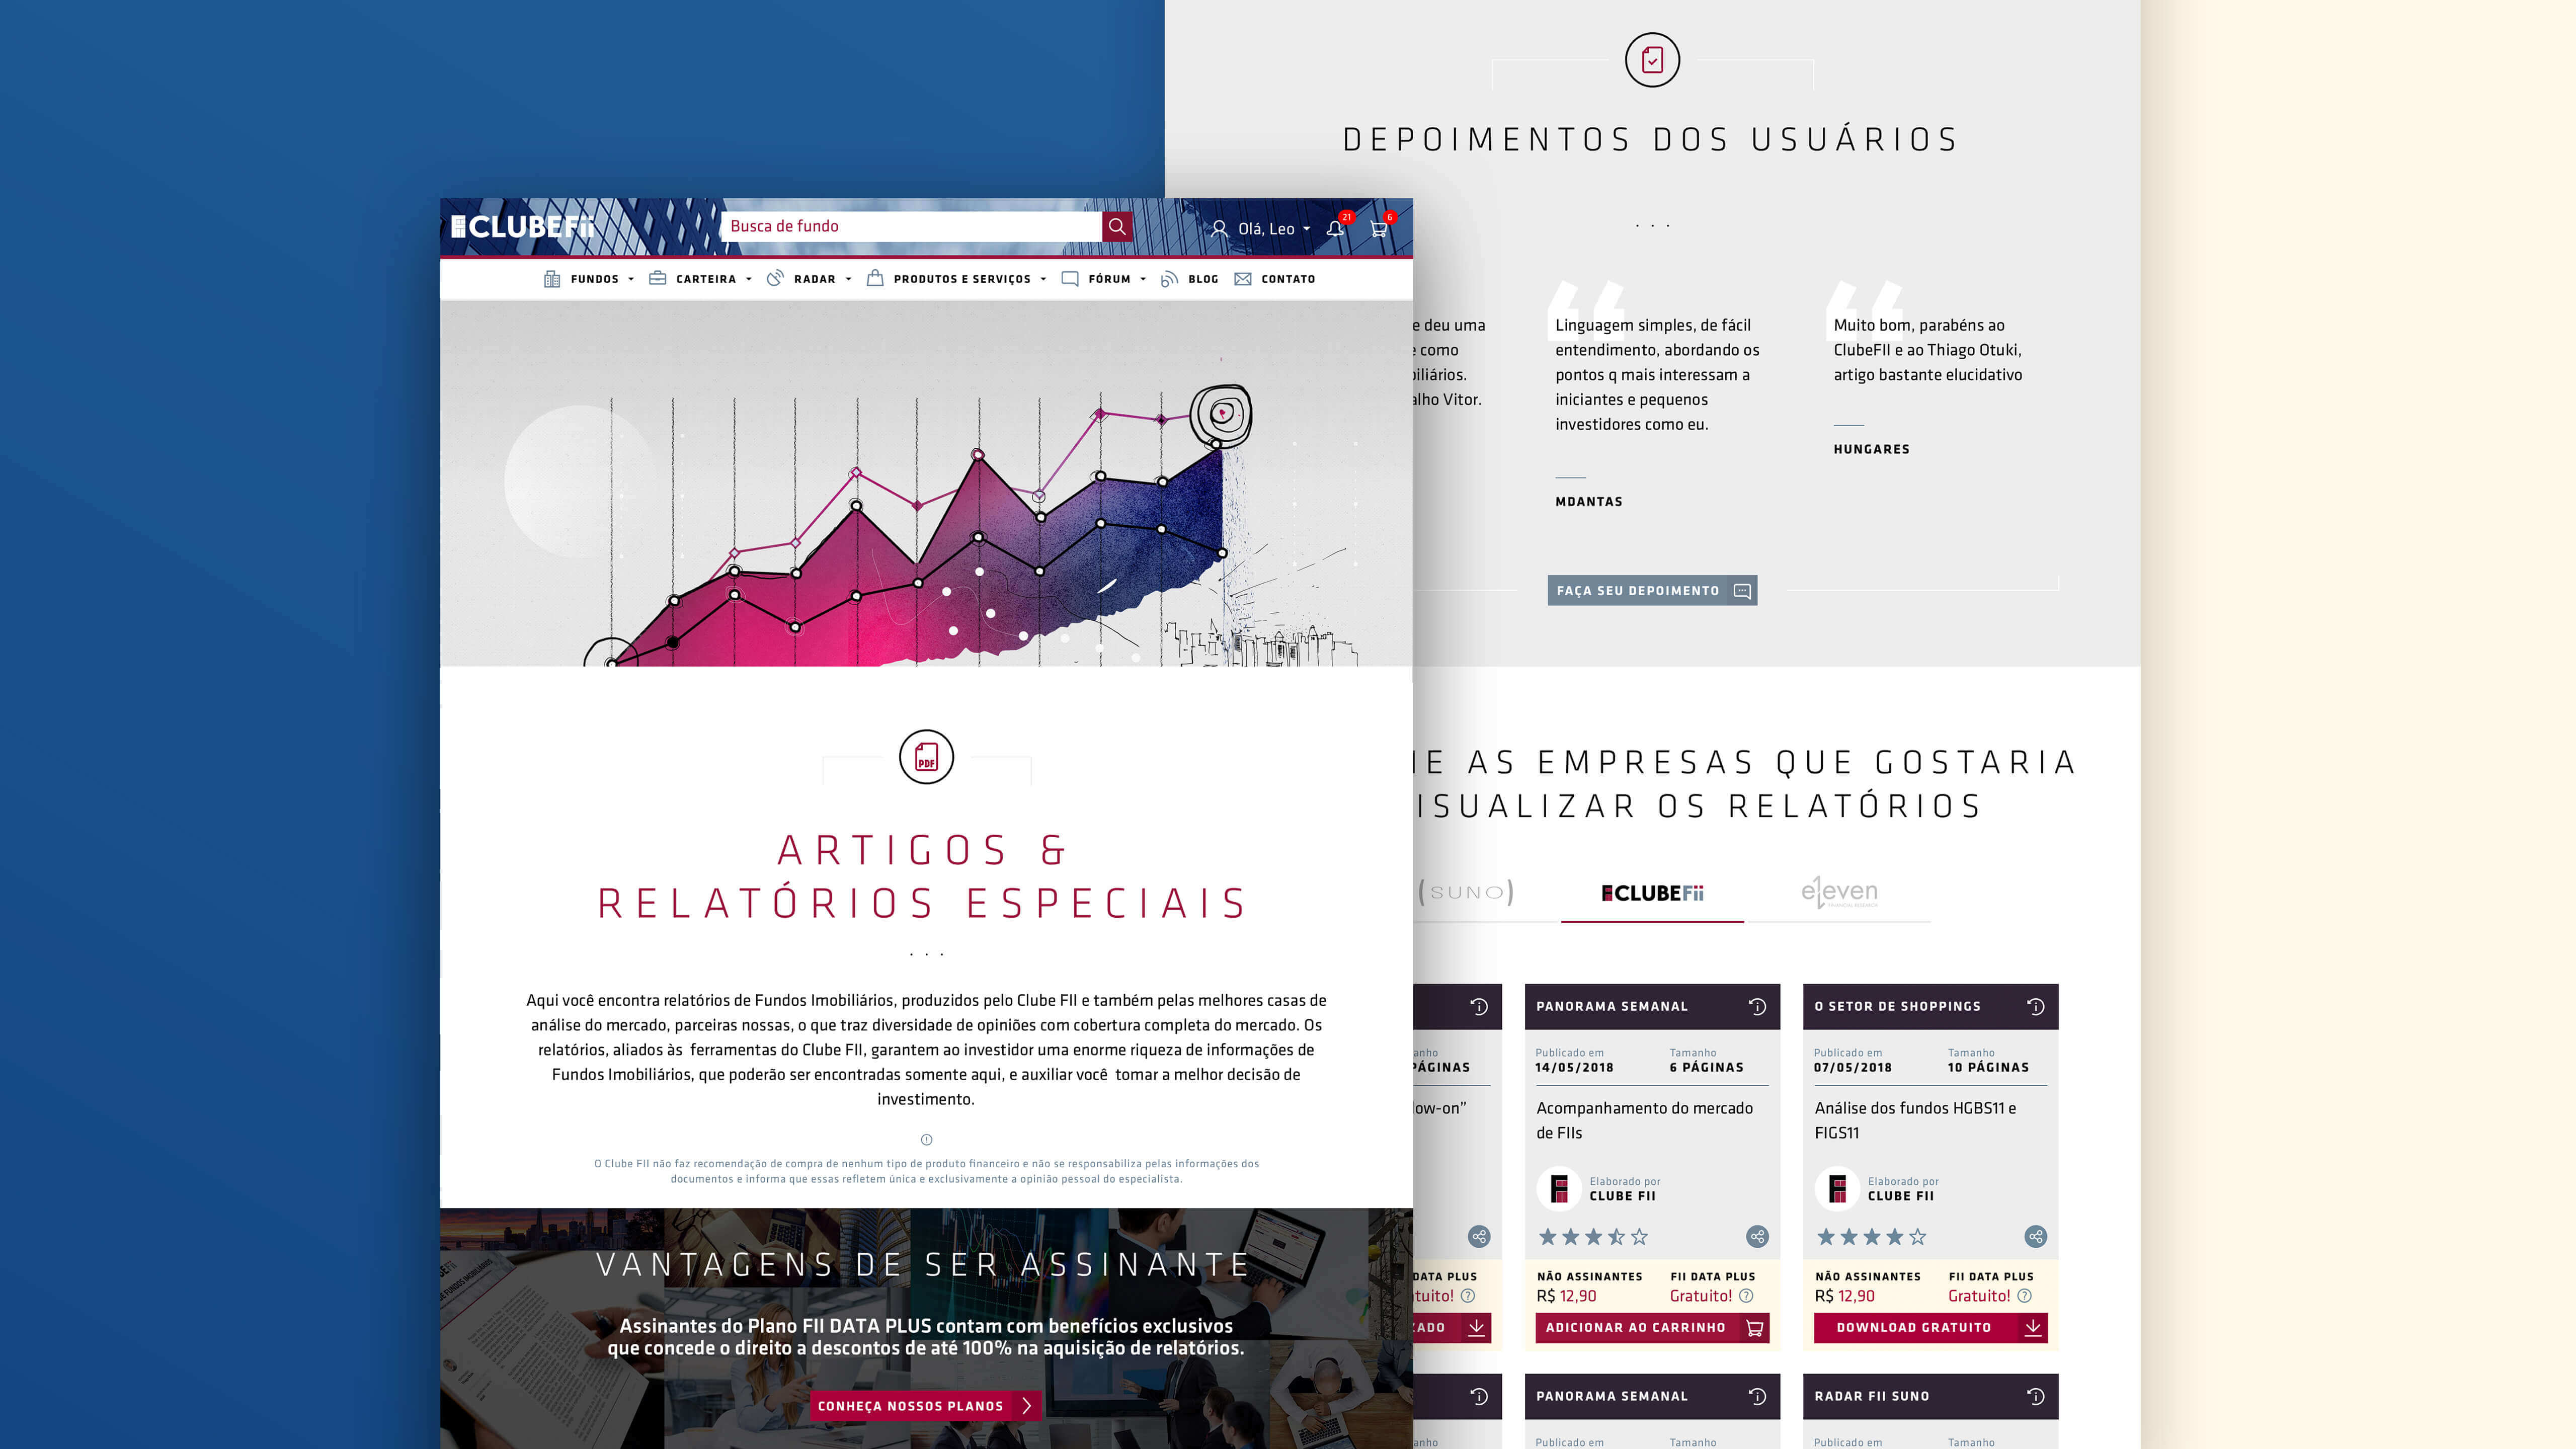 CLUBEFii
Busca de fundo
Olá, Leo
21
6
FUNDOS
CARTEIRA
RADAR
PRODUTOS E SERVIÇOS
FÓRUM
BLOG
CONTATO
PDF
ARTIGOS &
RELATÓRIOS ESPECIAIS
. . .
Aqui você encontra relatórios de Fundos Imobiliários, produzidos pelo Clube FII e também pelas melhores casas de
análise do mercado, parceiras nossas, o que traz diversidade de opiniões com cobertura completa do mercado. Os
relatórios, aliados às ferramentas do Clube FII, garantem ao investidor uma enorme riqueza de informações de
Fundos Imobiliários, que poderão ser encontradas somente aqui, e auxiliar você tomar a melhor decisão de
investimento.
O Clube FII não faz recomendação de compra de nenhum tipo de produto financeiro e não se responsabiliza pelas informações dos
documentos e informa que essas refletem única e exclusivamente a opinião pessoal do especialista.
VANTAGENS DE SER ASSINANTE
Assinantes do Plano FII DATA PLUS contam com benefícios exclusivos
que concede o direito a descontos de até 100% na aquisição de relatórios.
CONHEÇA NOSSOS PLANOS
DEPOIMENTOS DOS USUÁRIOS
. . .
e deu uma
como
iliários.
alho Vitor.
Linguagem simples, de fácil
entendimento, abordando os
pontos q mais interessam a
iniciantes e pequenos
investidores como eu.
MDANTAS
Muito bom, parabéns ao
ClubeFII e ao Thiago Otuki,
artigo bastante elucidativo
HUNGARES
FAÇA SEU DEPOIMENTO
E AS EMPRESAS QUE GOSTARIA
ISUALIZAR OS RELATÓRIOS
(SUNO)
CLUBEFii
eleven
anho
PÁGINAS
low-on”
DATA PLUS
tuito!
CADO
PANORAMA SEMANAL
Publicado em Tamanho
14/05/2018 6 PÁGINAS
Acompanhamento do mercado
de FIIs
Elaborado por
CLUBE FII
NÃO ASSINANTES FII DATA PLUS
R$ 12,90 Gratuito!
ADICIONAR AO CARRINHO
O SETOR DE SHOPPINGS
Publicado em Tamanho
07/05/2018 10 PÁGINAS
Análise dos fundos HGBS11 e
FIGS11
Elaborado por
CLUBE FII
NÃO ASSINANTES FII DATA PLUS
R$ 12,90 Gratuito!
DOWNLOAD GRATUITO
anho
PANORAMA SEMANAL
Publicado em Tamanho
RADAR FII SUNO
Publicado em Tamanho